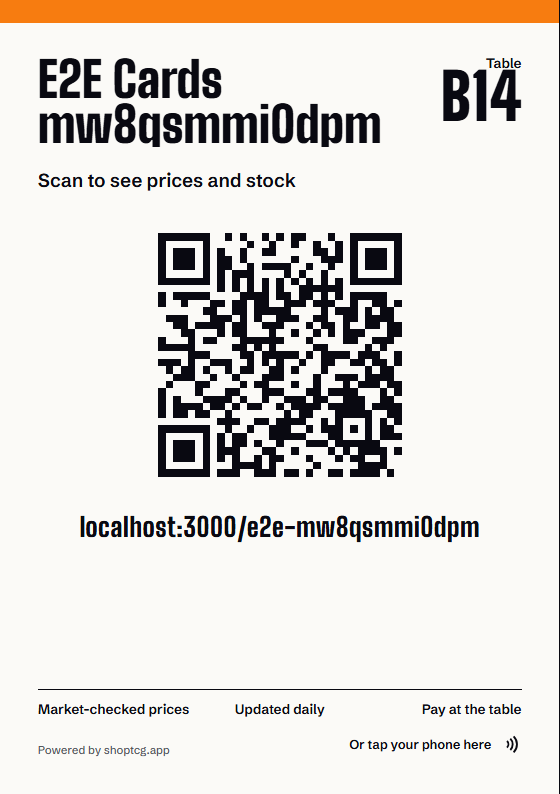 E2E Cards
mw8qsmmi0dpm
Table
B14
Scan to see prices and stock
localhost:3000/e2e-mw8qsmmi0dpm
Market-checked prices
Updated daily
Pay at the table
Powered by shoptcg.app
Or tap your phone here